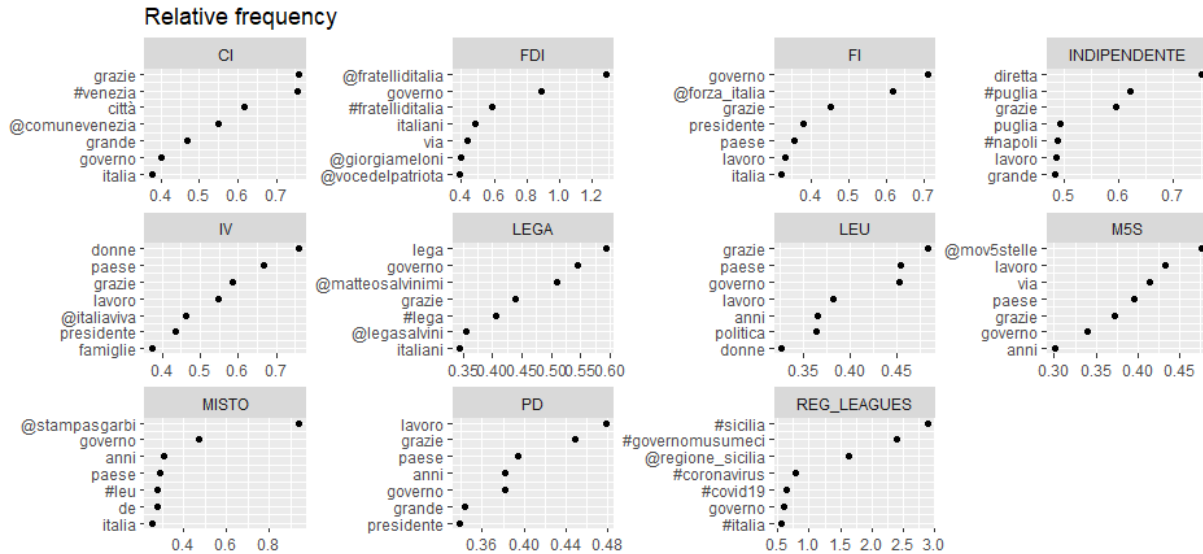 Relative frequency
CI
grazie
#venezia
città
@comunevenezia
grande
governo
italia
0.4 0.5 0.6 0.7
FDI
@fratelliditalia
governo
#fratelliditalia
italiani
via
@giorgiameloni
@vocedelpatriota
0.4 0.6 0.8 1.0 1.2
FI
governo
@forza_italia
grazie
presidente
paese
lavoro
italia
0.4 0.5 0.6 0.7
INDIPENDENTE
diretta
#puglia
grazie
puglia
#napoli
lavoro
grande
0.5 0.6 0.7
IV
donne
paese
grazie
lavoro
@italiaviva
presidente
famiglie
0.4 0.5 0.6 0.7
LEGA
lega
governo
@matteosalvinimi
grazie
#lega
@legasalvini
italiani
0.35 0.40 0.45 0.50 0.55 0.60
LEU
grazie
paese
governo
lavoro
anni
politica
donne
0.35 0.40 0.45
M5S
@mov5stelle
lavoro
via
paese
grazie
governo
anni
0.30 0.35 0.40 0.45
MISTO
@stampasgarbi
governo
anni
paese
#leu
de
italia
0.4 0.6 0.8
PD
lavoro
grazie
paese
anni
governo
grande
presidente
0.36 0.40 0.44 0.48
REG_LEAGUES
#sicilia
#governomusumeci
@regione_sicilia
#coronavirus
#covid19
governo
#italia
0.5 1.0 1.5 2.0 2.5 3.0